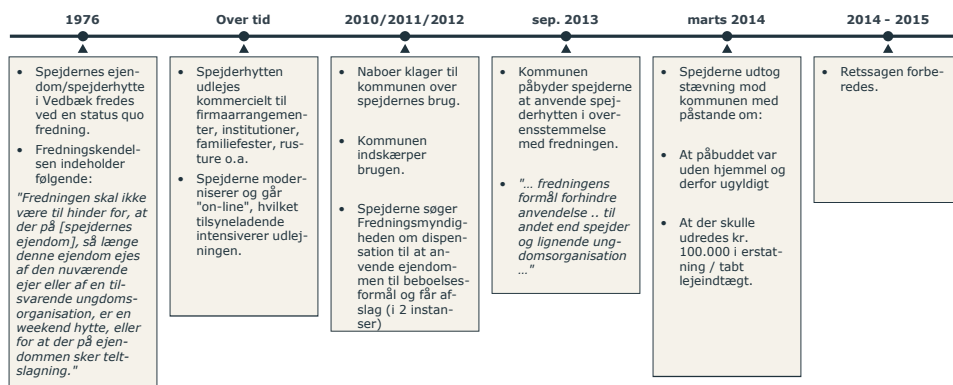 1976
Over tid
2010/2011/2012
sep. 2013
marts 2014
2014 - 2015
• Spejdernes ejen-
dom/spejderhytte
i Vedbæk fredes
ved en status quo
fredning.
• Fredningskendel-
sen indeholder
følgende:
"Fredningen skal ikke
være til hinder for, at
der på [spejdernes
ejendom], så længe
denne ejendom ejes
af den nuværende
ejer eller af en til-
svarende ungdoms-
organisation, er en
weekend hytte, eller
for at der på ejen-
dommen sker telt-
slagning."
• Spejderhytten
udlejes
kommercielt til
firmaarrangemen-
ter, institutioner,
familiefester, rus-
ture o.a.
• Spejderne moder-
niserer og går
"on-line", hvilket
tilsyneladende
intensiverer udlej-
ningen.
• Naboer klager til
kommunen over
spejdernes brug.
• Kommunen
indskærper
brugen.
• Spejderne søger
Fredningsmyndig-
heden om dispen-
sation til at an-
vende ejendom-
men til beboelses-
formål og får af-
slag (i 2 instan-
ser)
• Kommunen
påbyder spejderne
at anvende spej-
derhytten i over-
ensstemmelse
med fredningen.
• "… fredningens
formål forhindre
anvendelse .. til
andet end spejder
og lignende ung-
domsorganisation
…"
• Spejderne udtog
stævning mod
kommunen med
påstande om:
• At påbuddet var
uden hjemmel og
derfor ugyldigt
• At der skulle
udredes kr.
100.000 i erstat-
ning / tabt
lejeindtægt.
• Retssagen forbe-
redes.